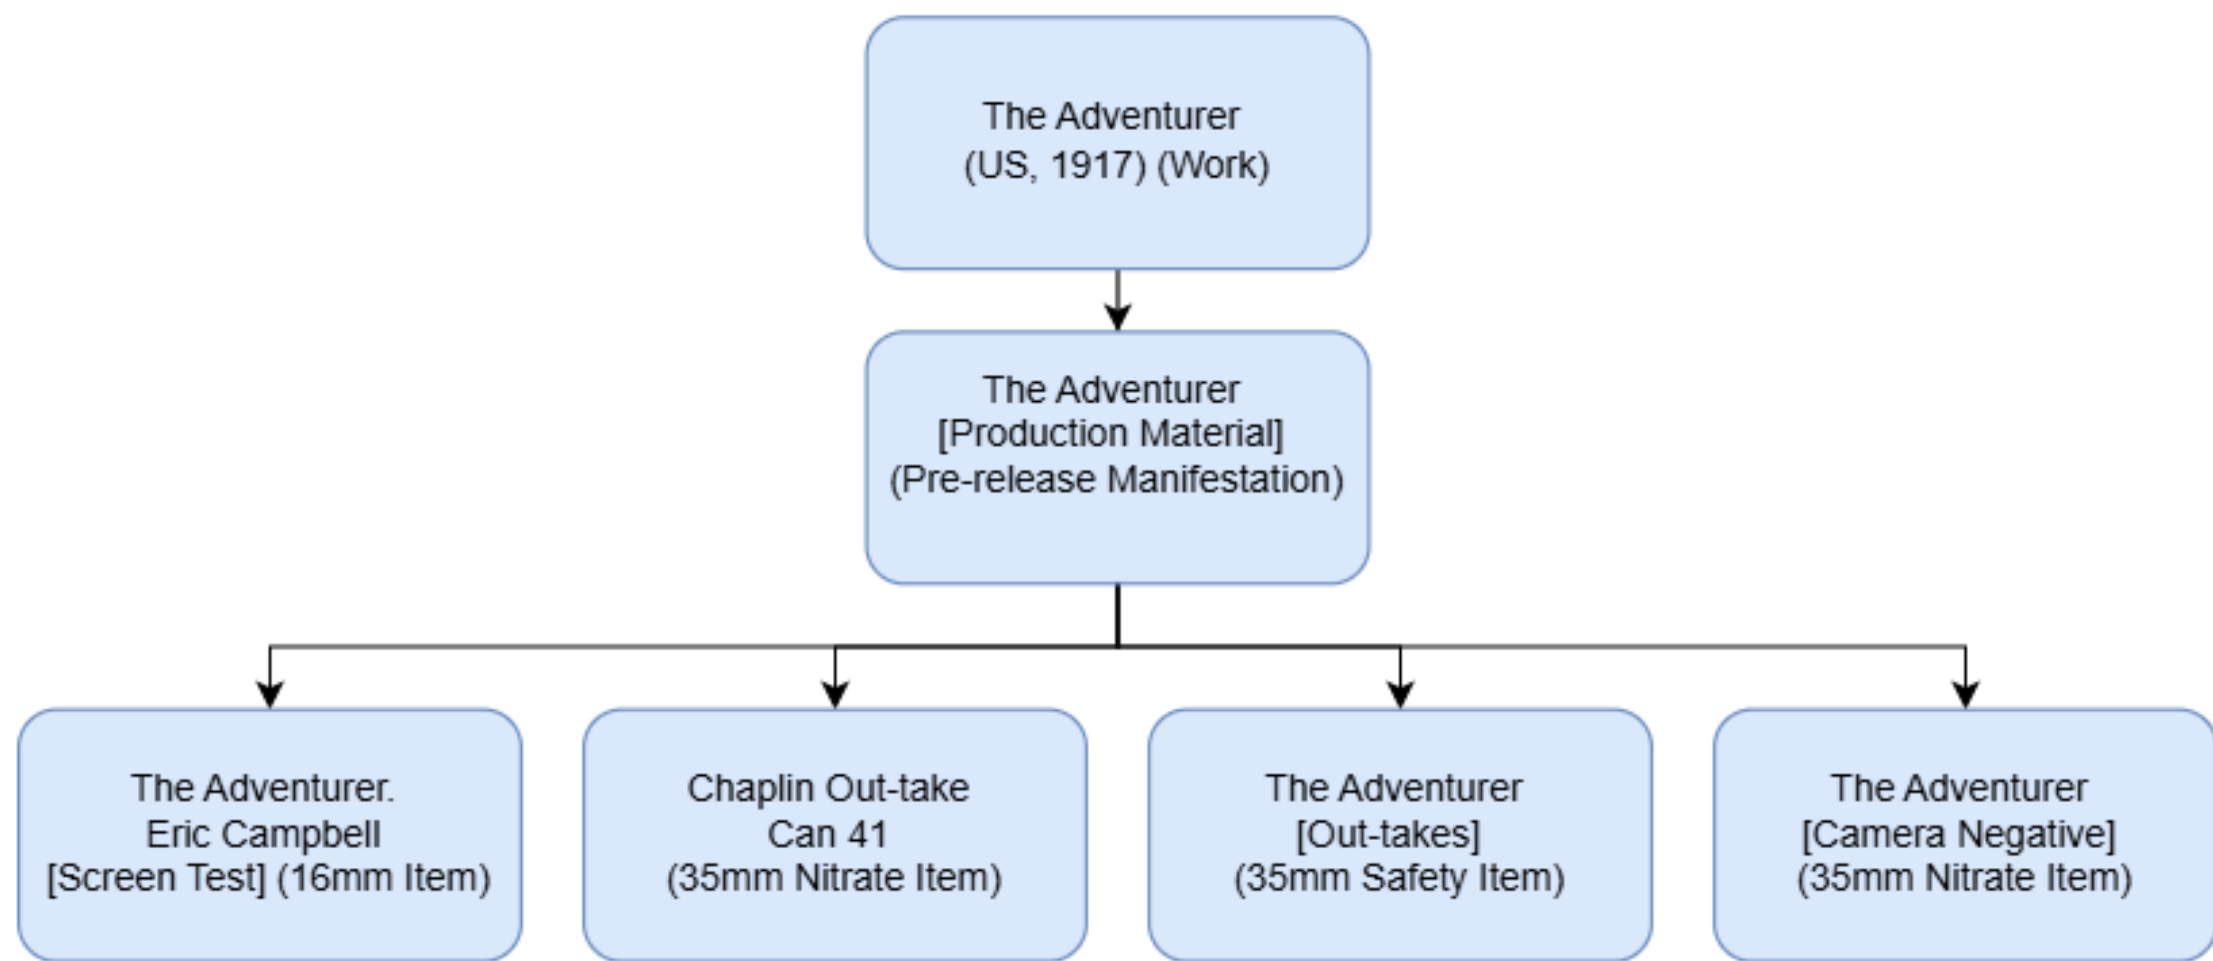 The Adventurer
(US, 1917) (Work)
The Adventurer
[Production Material]
(Pre-release Manifestation)
The Adventurer.
Eric Campbell
[Screen Test] (16mm Item)
Chaplin Out-take
Can 41
(35mm Nitrate Item)
The Adventurer
[Out-takes]
(35mm Safety Item)
The Adventurer
[Camera Negative]
(35mm Nitrate Item)